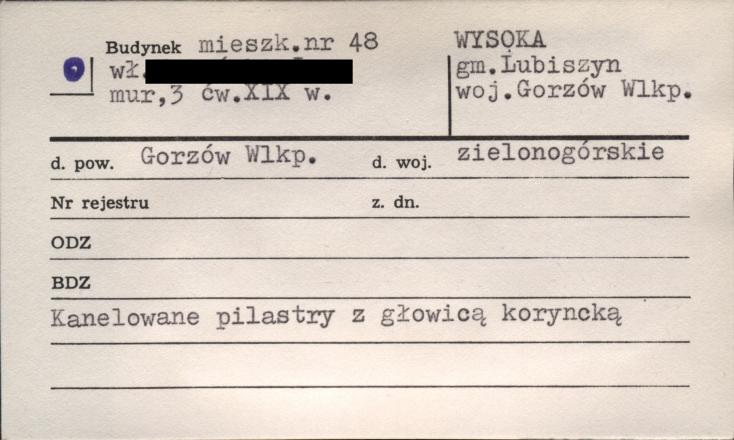 Budynek mieszk.nr 48
WYSOKA
wł.
gm.Lubiszyn
mur,3 ćw.XIX w.
woj.Gorzów Wlkp.
d. pow. Gorzów Wlkp. d. woj. zielonogórskie
Nr rejestru z. dn.
ODZ
BDZ
Kanelowane pilastry z głowicą koryncką